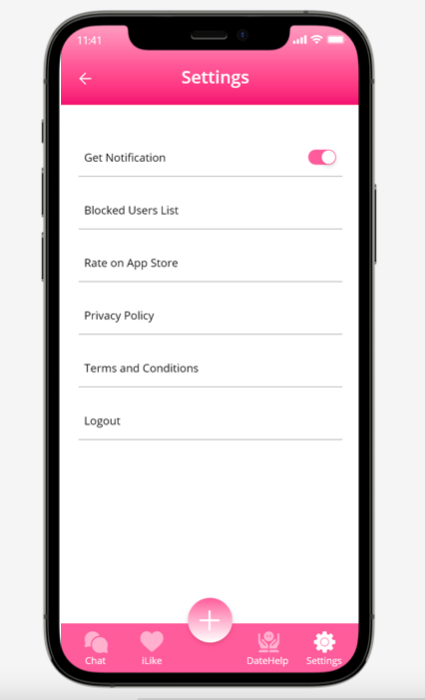 11:41
Settings
Get Notification
Blocked Users List
Rate on App Store
Privacy Policy
Terms and Conditions
Logout
Chat
iLike
DateHelp
Settings